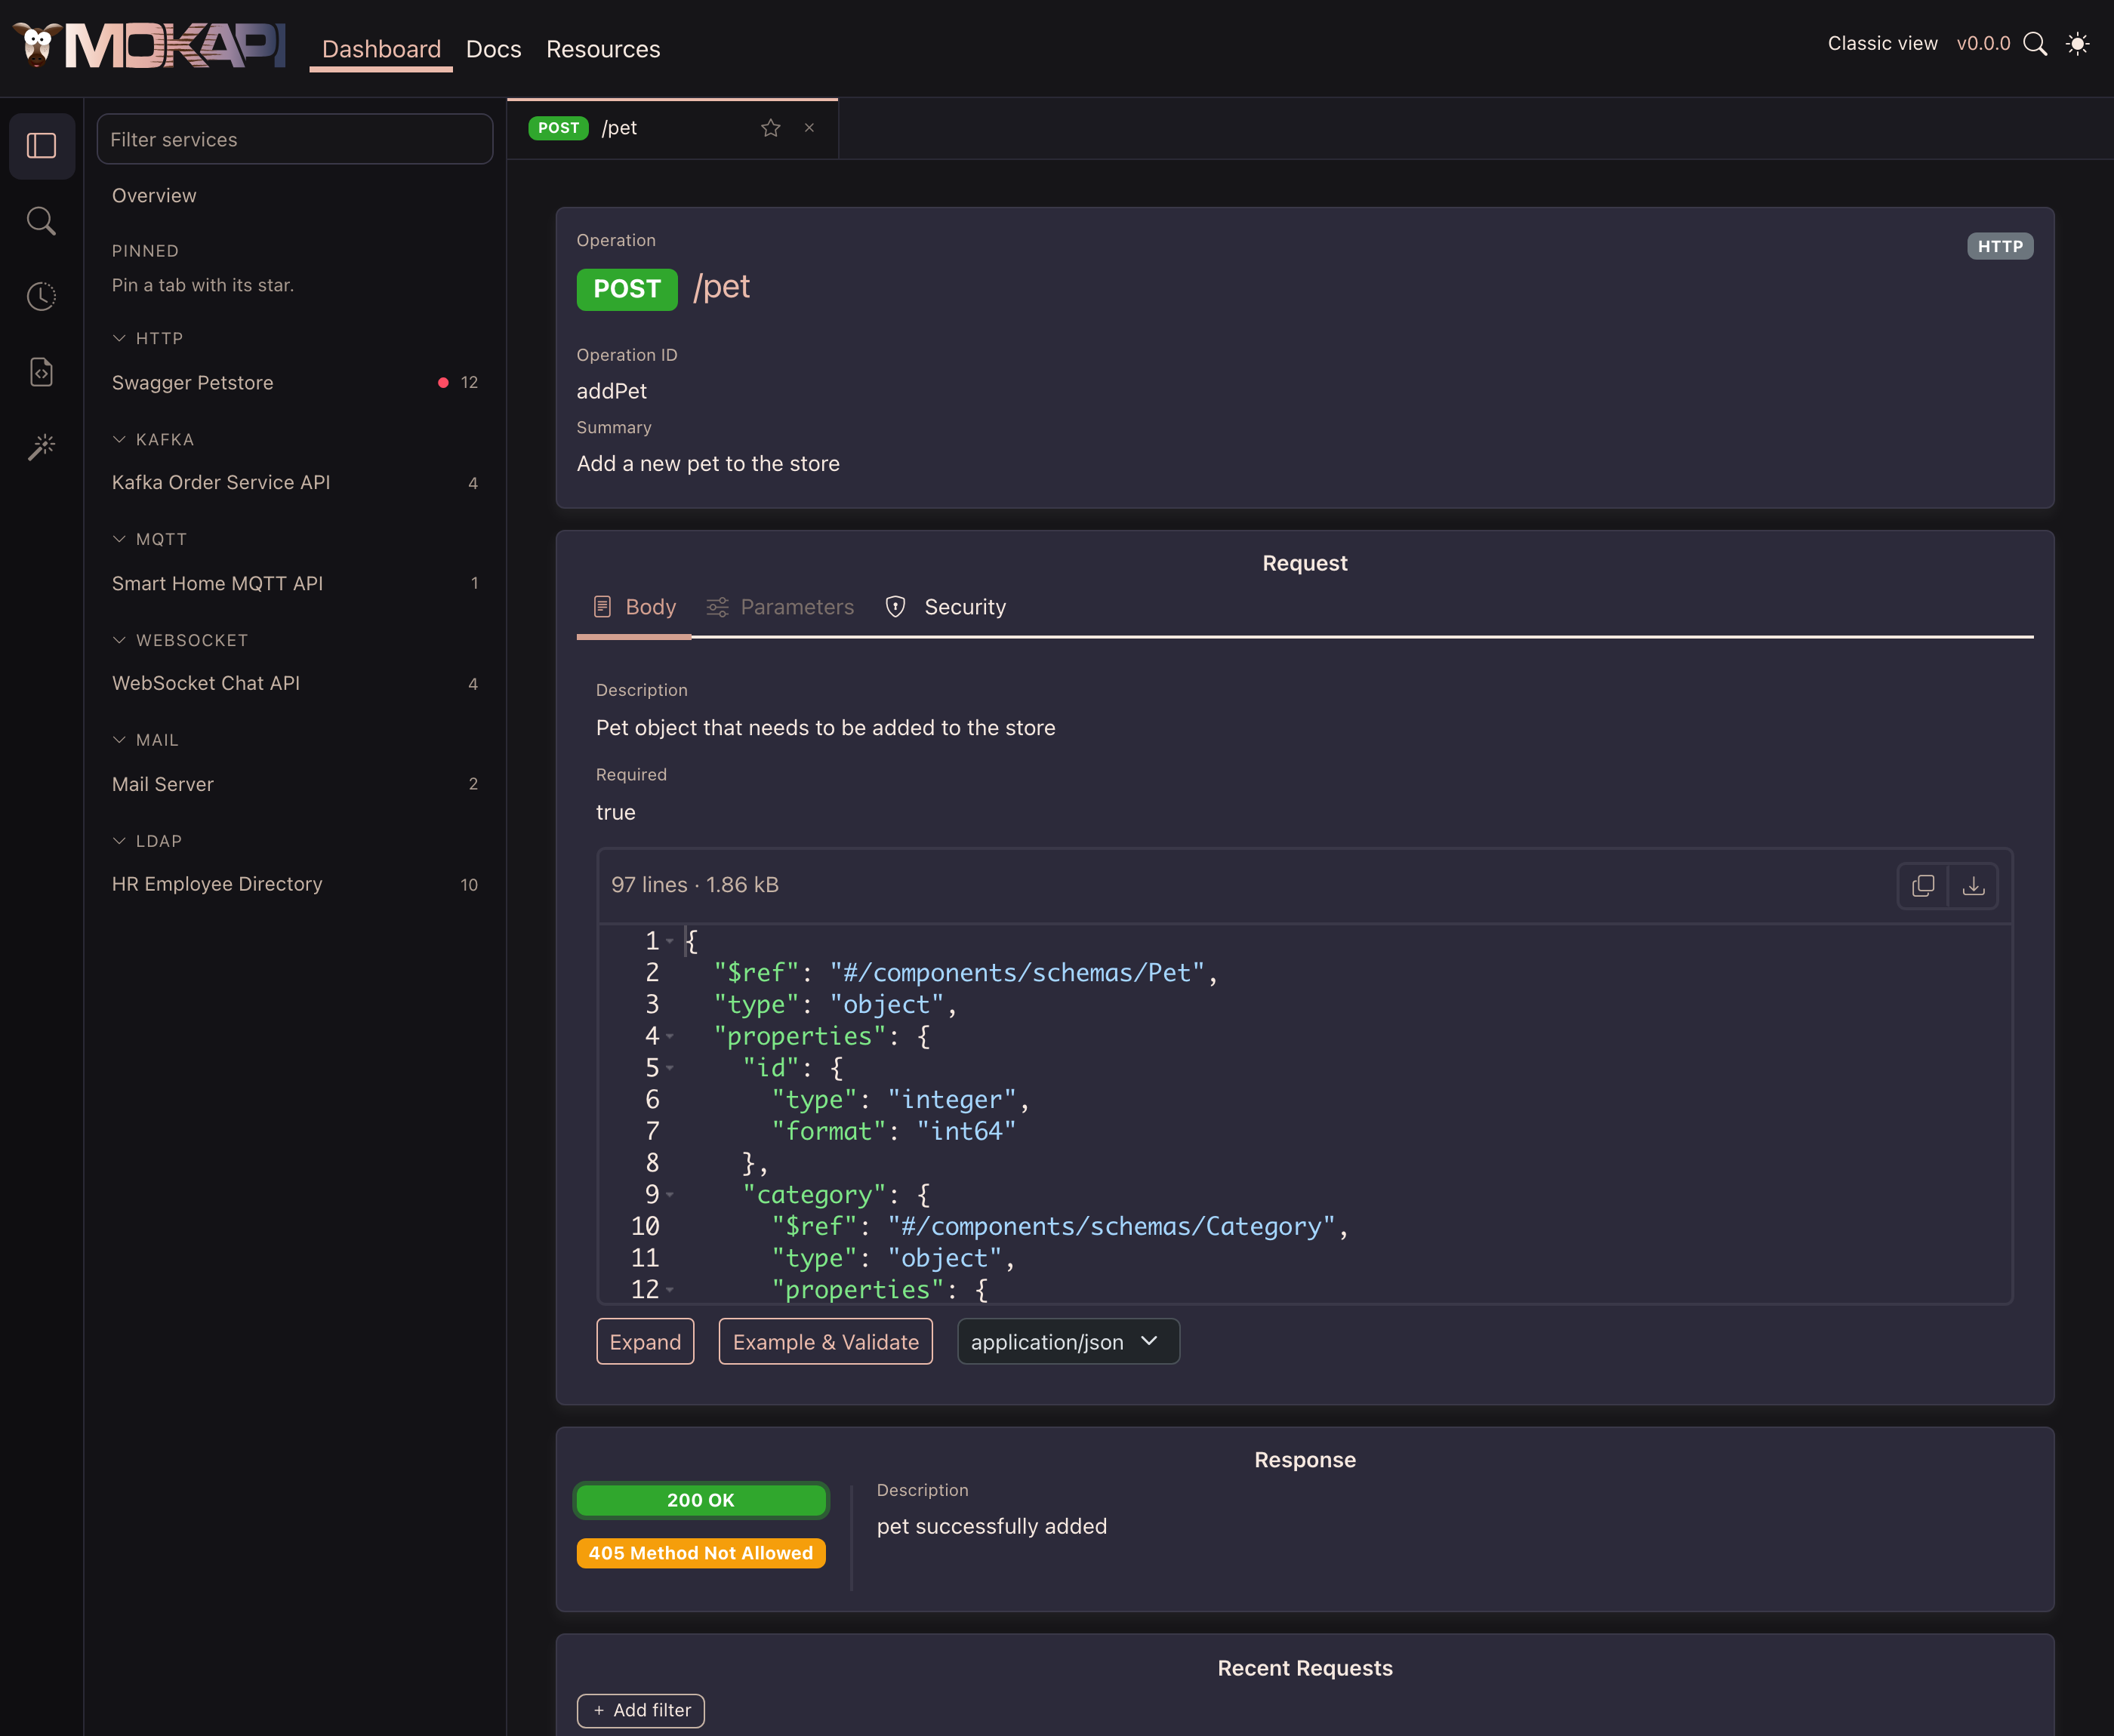 MOKAPI
Dashboard Docs Resources
Classic view v0.0.0
Filter services
Overview
PINNED
Pin a tab with its star.
HTTP
Swagger Petstore 12
KAFKA
Kafka Order Service API 4
MQTT
Smart Home MQTT API 1
WEBSOCKET
WebSocket Chat API 4
MAIL
Mail Server 2
LDAP
HR Employee Directory 10
POST /pet ×
Operation
HTTP
POST /pet
Operation ID
addPet
Summary
Add a new pet to the store
Request
Body Parameters Security
Description
Pet object that needs to be added to the store
Required
true
97 lines · 1.86 kB
1 {
2 "$ref": "#/components/schemas/Pet",
3 "type": "object",
4 "properties": {
5 "id": {
6 "type": "integer",
7 "format": "int64"
8 },
9 "category": {
10 "$ref": "#/components/schemas/Category",
11 "type": "object",
12 "properties": {
Expand Example & Validate application/json
Response
200 OK
405 Method Not Allowed
Description
pet successfully added
Recent Requests
+ Add filter